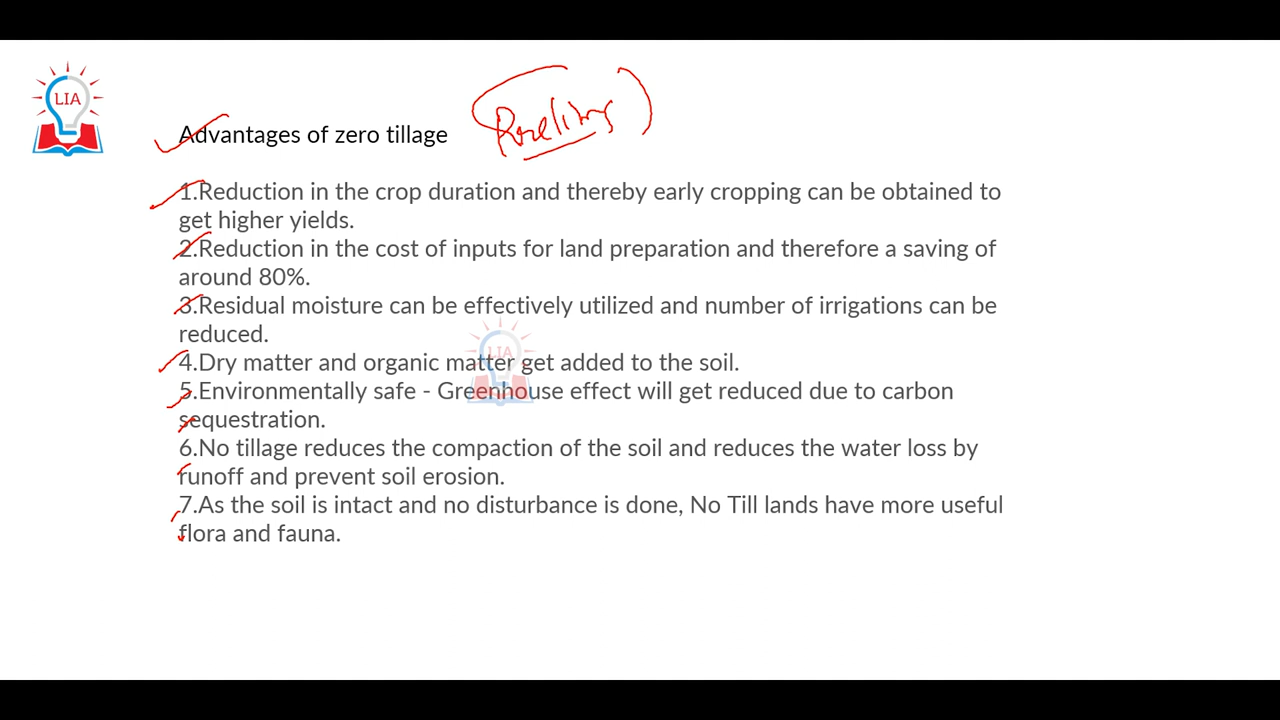 LIA
Advantages of zero tillage
Prelims
1.Reduction in the crop duration and thereby early cropping can be obtained to
get higher yields.
2.Reduction in the cost of inputs for land preparation and therefore a saving of
around 80%.
3.Residual moisture can be effectively utilized and number of irrigations can be
reduced.
4.Dry matter and organic matter get added to the soil.
5.Environmentally safe - Greenhouse effect will get reduced due to carbon
sequestration.
6.No tillage reduces the compaction of the soil and reduces the water loss by
runoff and prevent soil erosion.
7.As the soil is intact and no disturbance is done, No Till lands have more useful
flora and fauna.
LIA